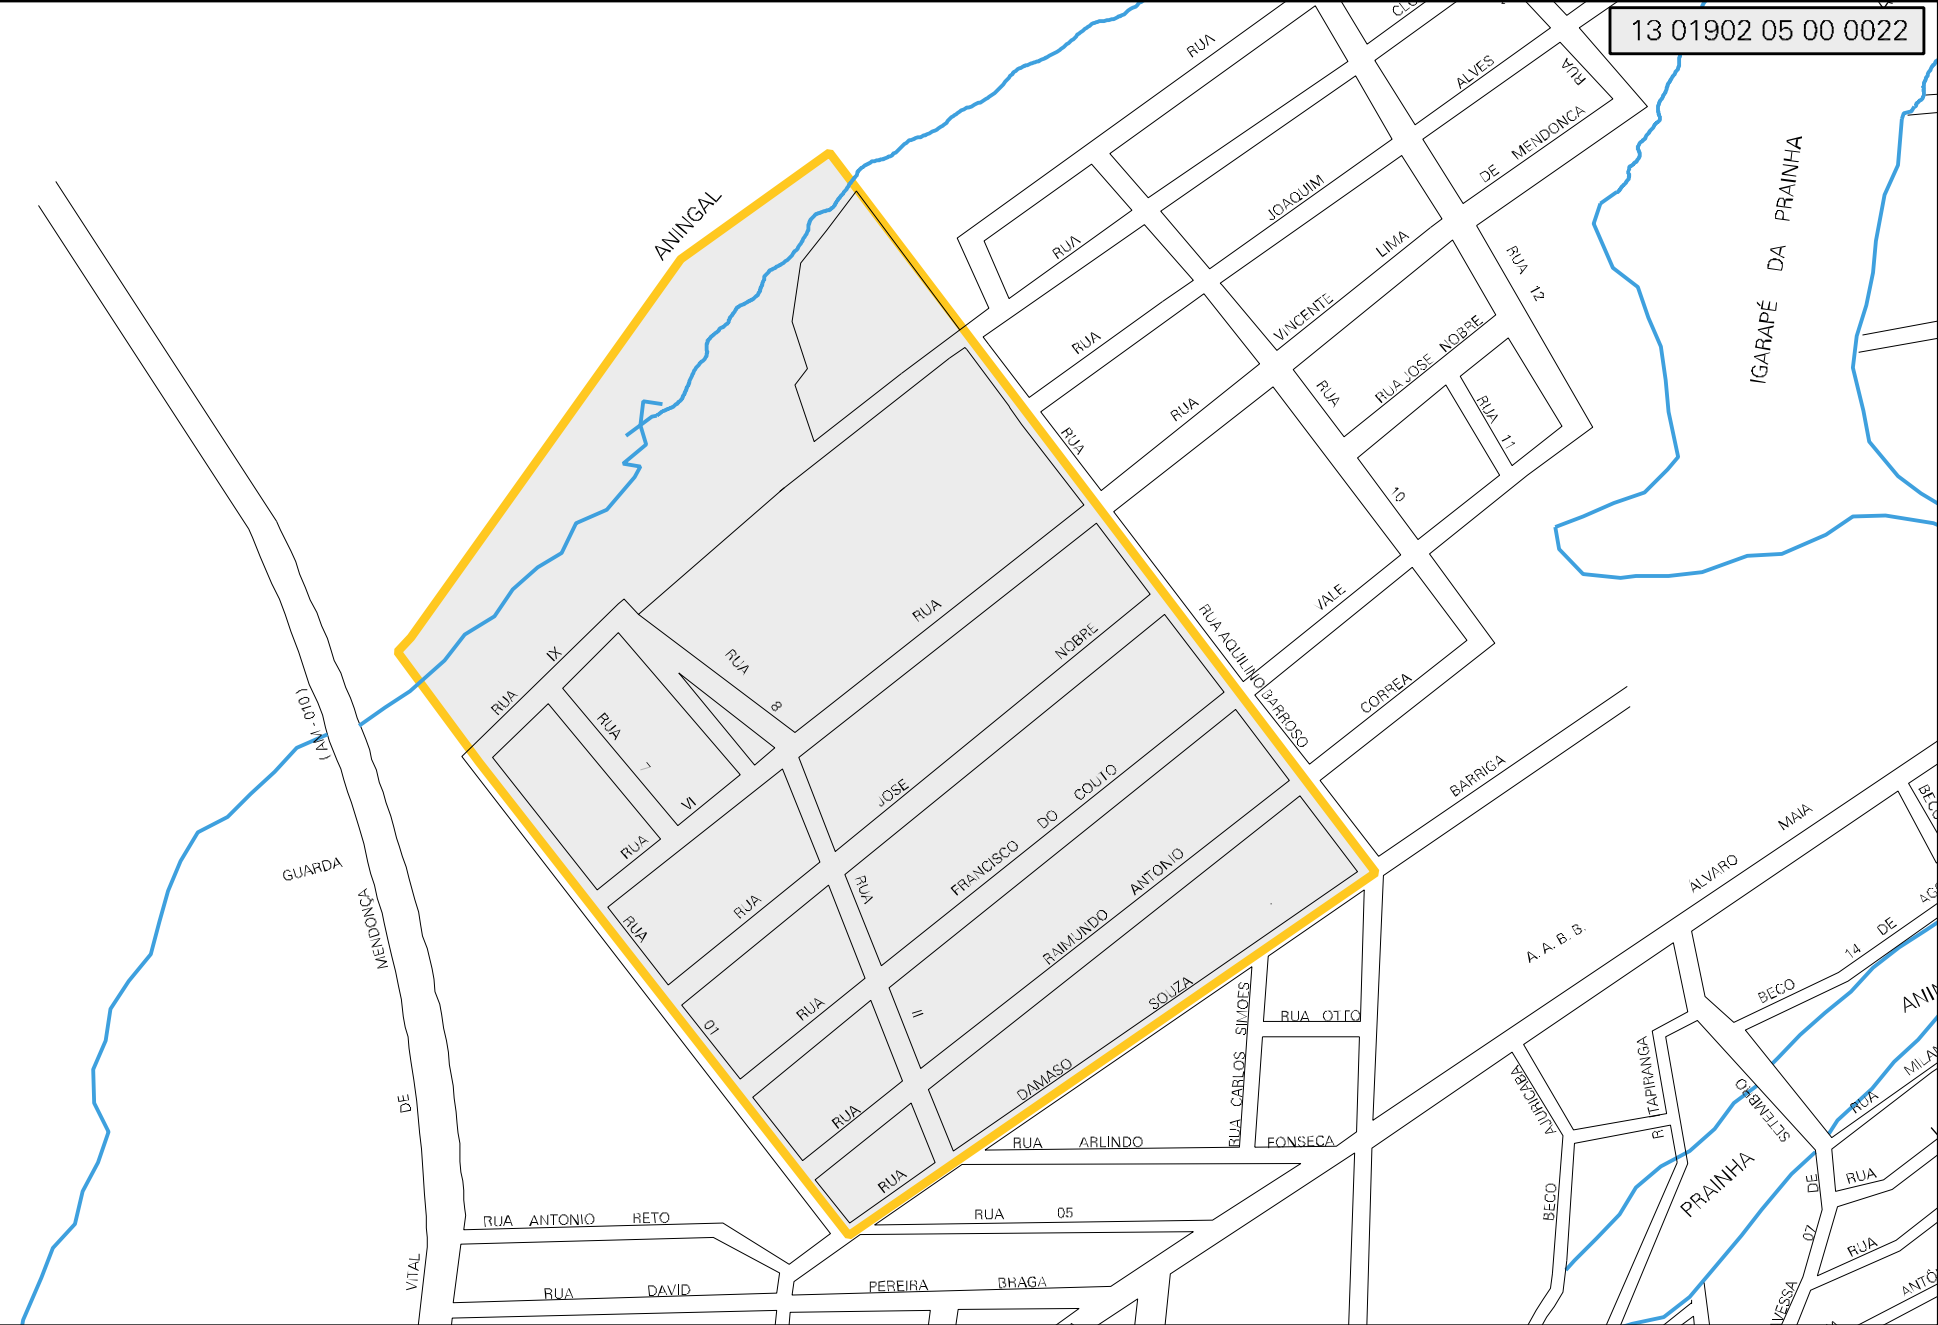 13 01902 05 00 0022
RUA
ALVES
RUA
DE MENDONCA
JOAQUIM
RUA
LIMA
VINCENTE
RUA
RUA 12
RUA JOSE NOBRE
RUA
10
RUA 11
RUA
RUA
IGARAPÉ DA PRAINHA
ANINGAL
RUA AQUILINO BARROSO
VALE
CORREA
BARRIGA
RUA IX
RUA 8
RUA
RUA 7
RUA VI
JOSE NOBRE
RUA
FRANCISCO DO COUTO
RUA
II
RUA
01
RAIMUNDO ANTONIO
RUA
DAMASO SOUZA
RUA
RUA
(AM - 010)
GUARDA
VITAL DE MENDONÇA
ÁLVARO MAIA
A. A. B. B.
BECO 14 DE
RUA OTTO
RUA CARLOS SIMOES
RUA ARLINDO FONSECA
RUA 05
RUA ANTONIO BETO
RUA DAVID PEREIRA BRAGA
BECO AJURICABA
R TAPIRANGA
07 DE SETEMBRO
PRAINHA
RUA
RUA
RUA